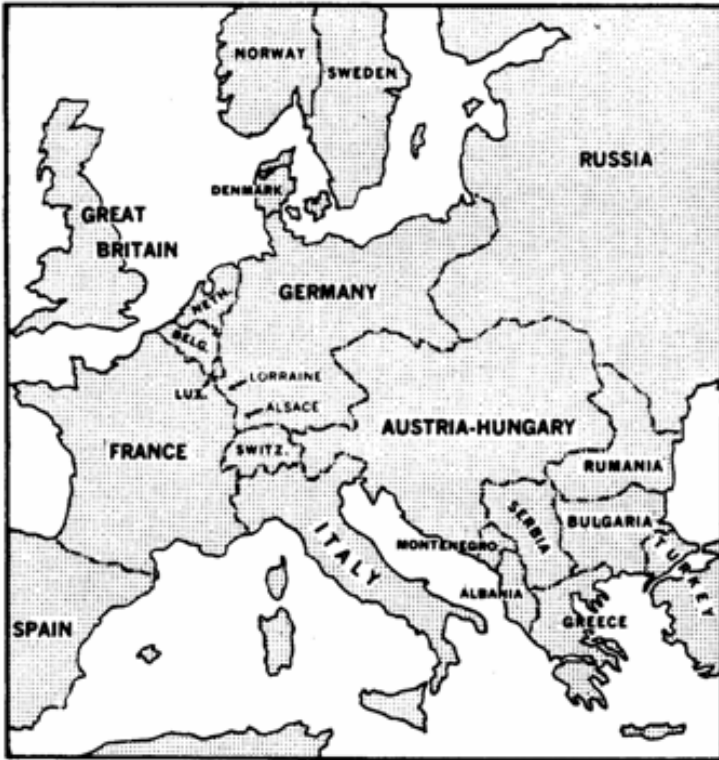 NORWAY
SWEDEN
RUSSIA
DENMARK
GREAT
BRITAIN
NETH.
GERMANY
BELG.
LORRAINE
LUX.
ALSACE
AUSTRIA-HUNGARY
FRANCE
SWITZ.
RUMANIA
SERBIA
BULGARIA
ITALY
MONTENEGRO
TURKEY
ALBANIA
GREECE
SPAIN